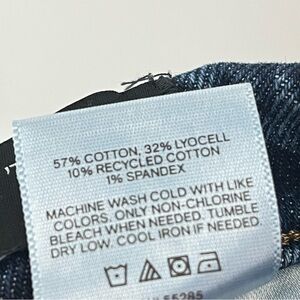 57% COTTON, 32% LYOCELL
10% RECYCLED COTTON
1% SPANDEX
MACHINE WASH COLD WITH LIKE
COLORS. ONLY NON-CHLORINE
BLEACH WHEN NEEDED. TUMBLE
DRY LOW. COOL IRON IF NEEDED
55285